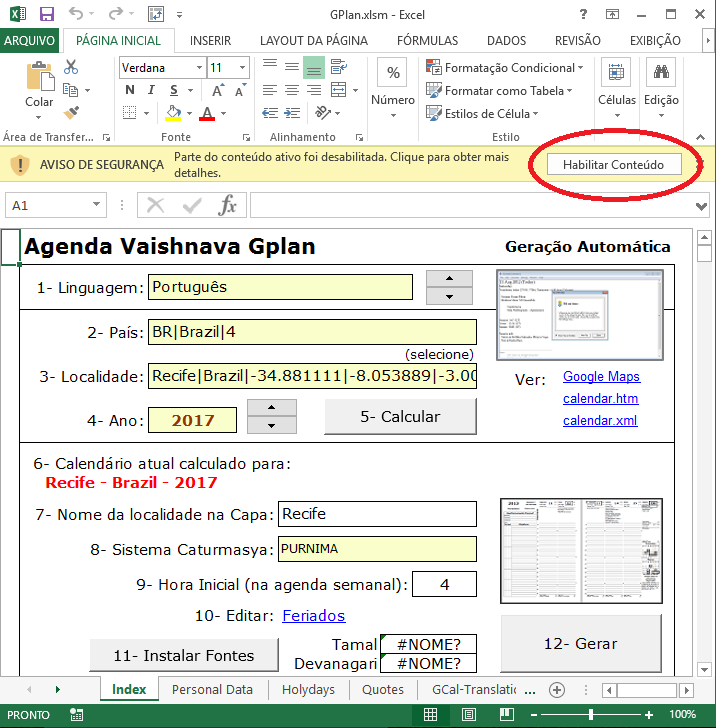 GPlan.xlsm - Excel
ARQUIVO PÁGINA INICIAL INSERIR LAYOUT DA PÁGINA FÓRMULAS DADOS REVISÃO EXIBIÇÃO
Colar
Verdana 11
N I S
A A
A
%
Número
Formatação Condicional
Formatar como Tabela
Estilos de Célula
Células
Edição
Área de Transfer... Fonte Alinhamento Estilo
AVISO DE SEGURANÇA Parte do conteúdo ativo foi desabilitada. Clique para obter mais
detalhes.
Habilitar Conteúdo
A1 fx
Agenda Vaishnava Gplan Geração Automática
1- Linguagem: Português
2- País: BR|Brazil|4
(selecione)
3- Localidade: Recife|Brazil|-34.881111|-8.053889|-3.00
Ver: Google Maps
calendar.htm
calendar.xml
4- Ano: 2017 5- Calcular
6- Calendário atual calculado para:
Recife - Brazil - 2017
7- Nome da localidade na Capa: Recife
8- Sistema Caturmasya: PURNIMA
9- Hora Inicial (na agenda semanal): 4
10- Editar: Feriados
11- Instalar Fontes
Tamal #NOME?
Devanagari #NOME?
12- Gerar
Index Personal Data Holydays Quotes GCal-Translatic ...
PRONTO 100%